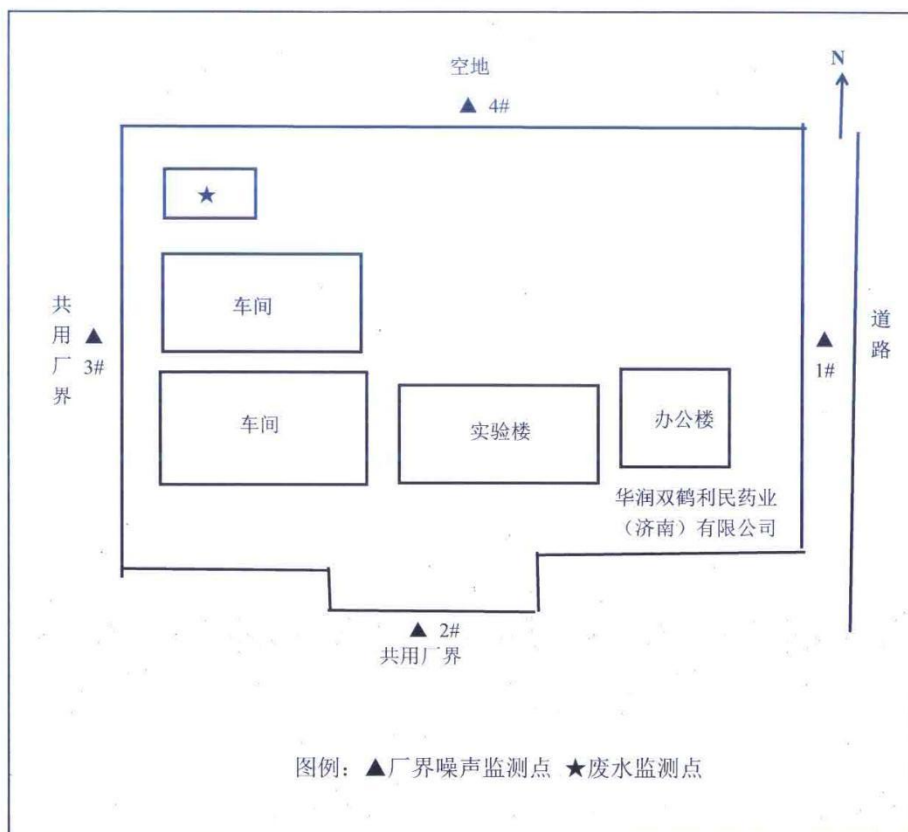 空地
N
▲ 4#
★
车间
共用厂界
▲
3#
道路
▲
1#
车间
实验楼
办公楼
华润双鹤利民药业
（济南）有限公司
▲ 2#
共用厂界
图例：▲厂界噪声监测点 ★废水监测点